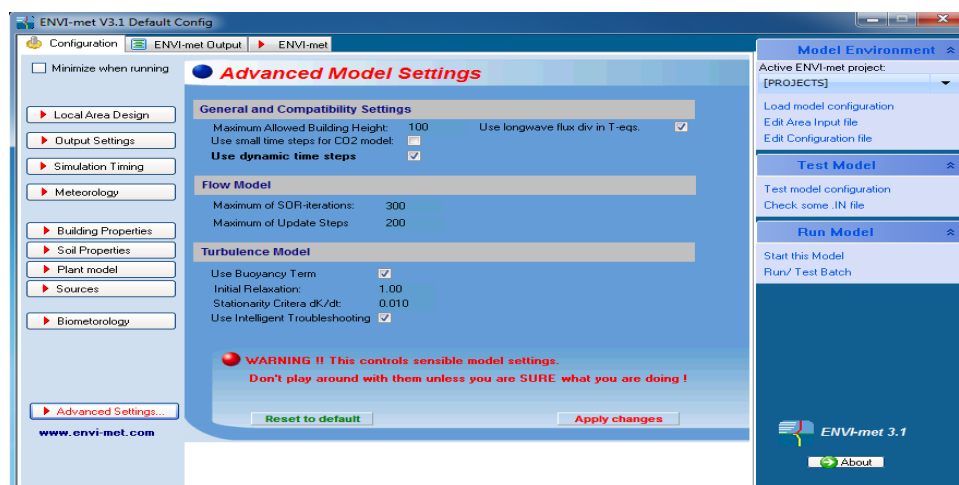 ENVI-met V3.1 Default Config
Configuration ENVI-met Output ENVI-met
Minimize when running
Local Area Design
Output Settings
Simulation Timing
Meteorology
Building Properties
Soil Properties
Plant model
Sources
Biometorology
Advanced Settings...
www.envi-met.com
Advanced Model Settings
General and Compatibility Settings
Maximum Allowed Building Height: 100 Use longwave flux div in T-eqs.
Use small time steps for CO2 model:
Use dynamic time steps
Flow Model
Maximum of SOR-iterations: 300
Maximum of Update Steps 200
Turbulence Model
Use Buoyancy Term
Initial Relaxation: 1.00
Stationarity Critera dK/dt: 0.010
Use Intelligent Troubleshooting
WARNING !! This controls sensible model settings.
Don't play around with them unless you are SURE what you are doing !
Reset to default Apply changes
Model Environment
Active ENVI-met project:
[PROJECTS]
Load model configuration
Edit Area Input file
Edit Configuration file
Test Model
Test model configuration
Check some .IN file
Run Model
Start this Model
Run/ Test Batch
ENVI-met 3.1
About